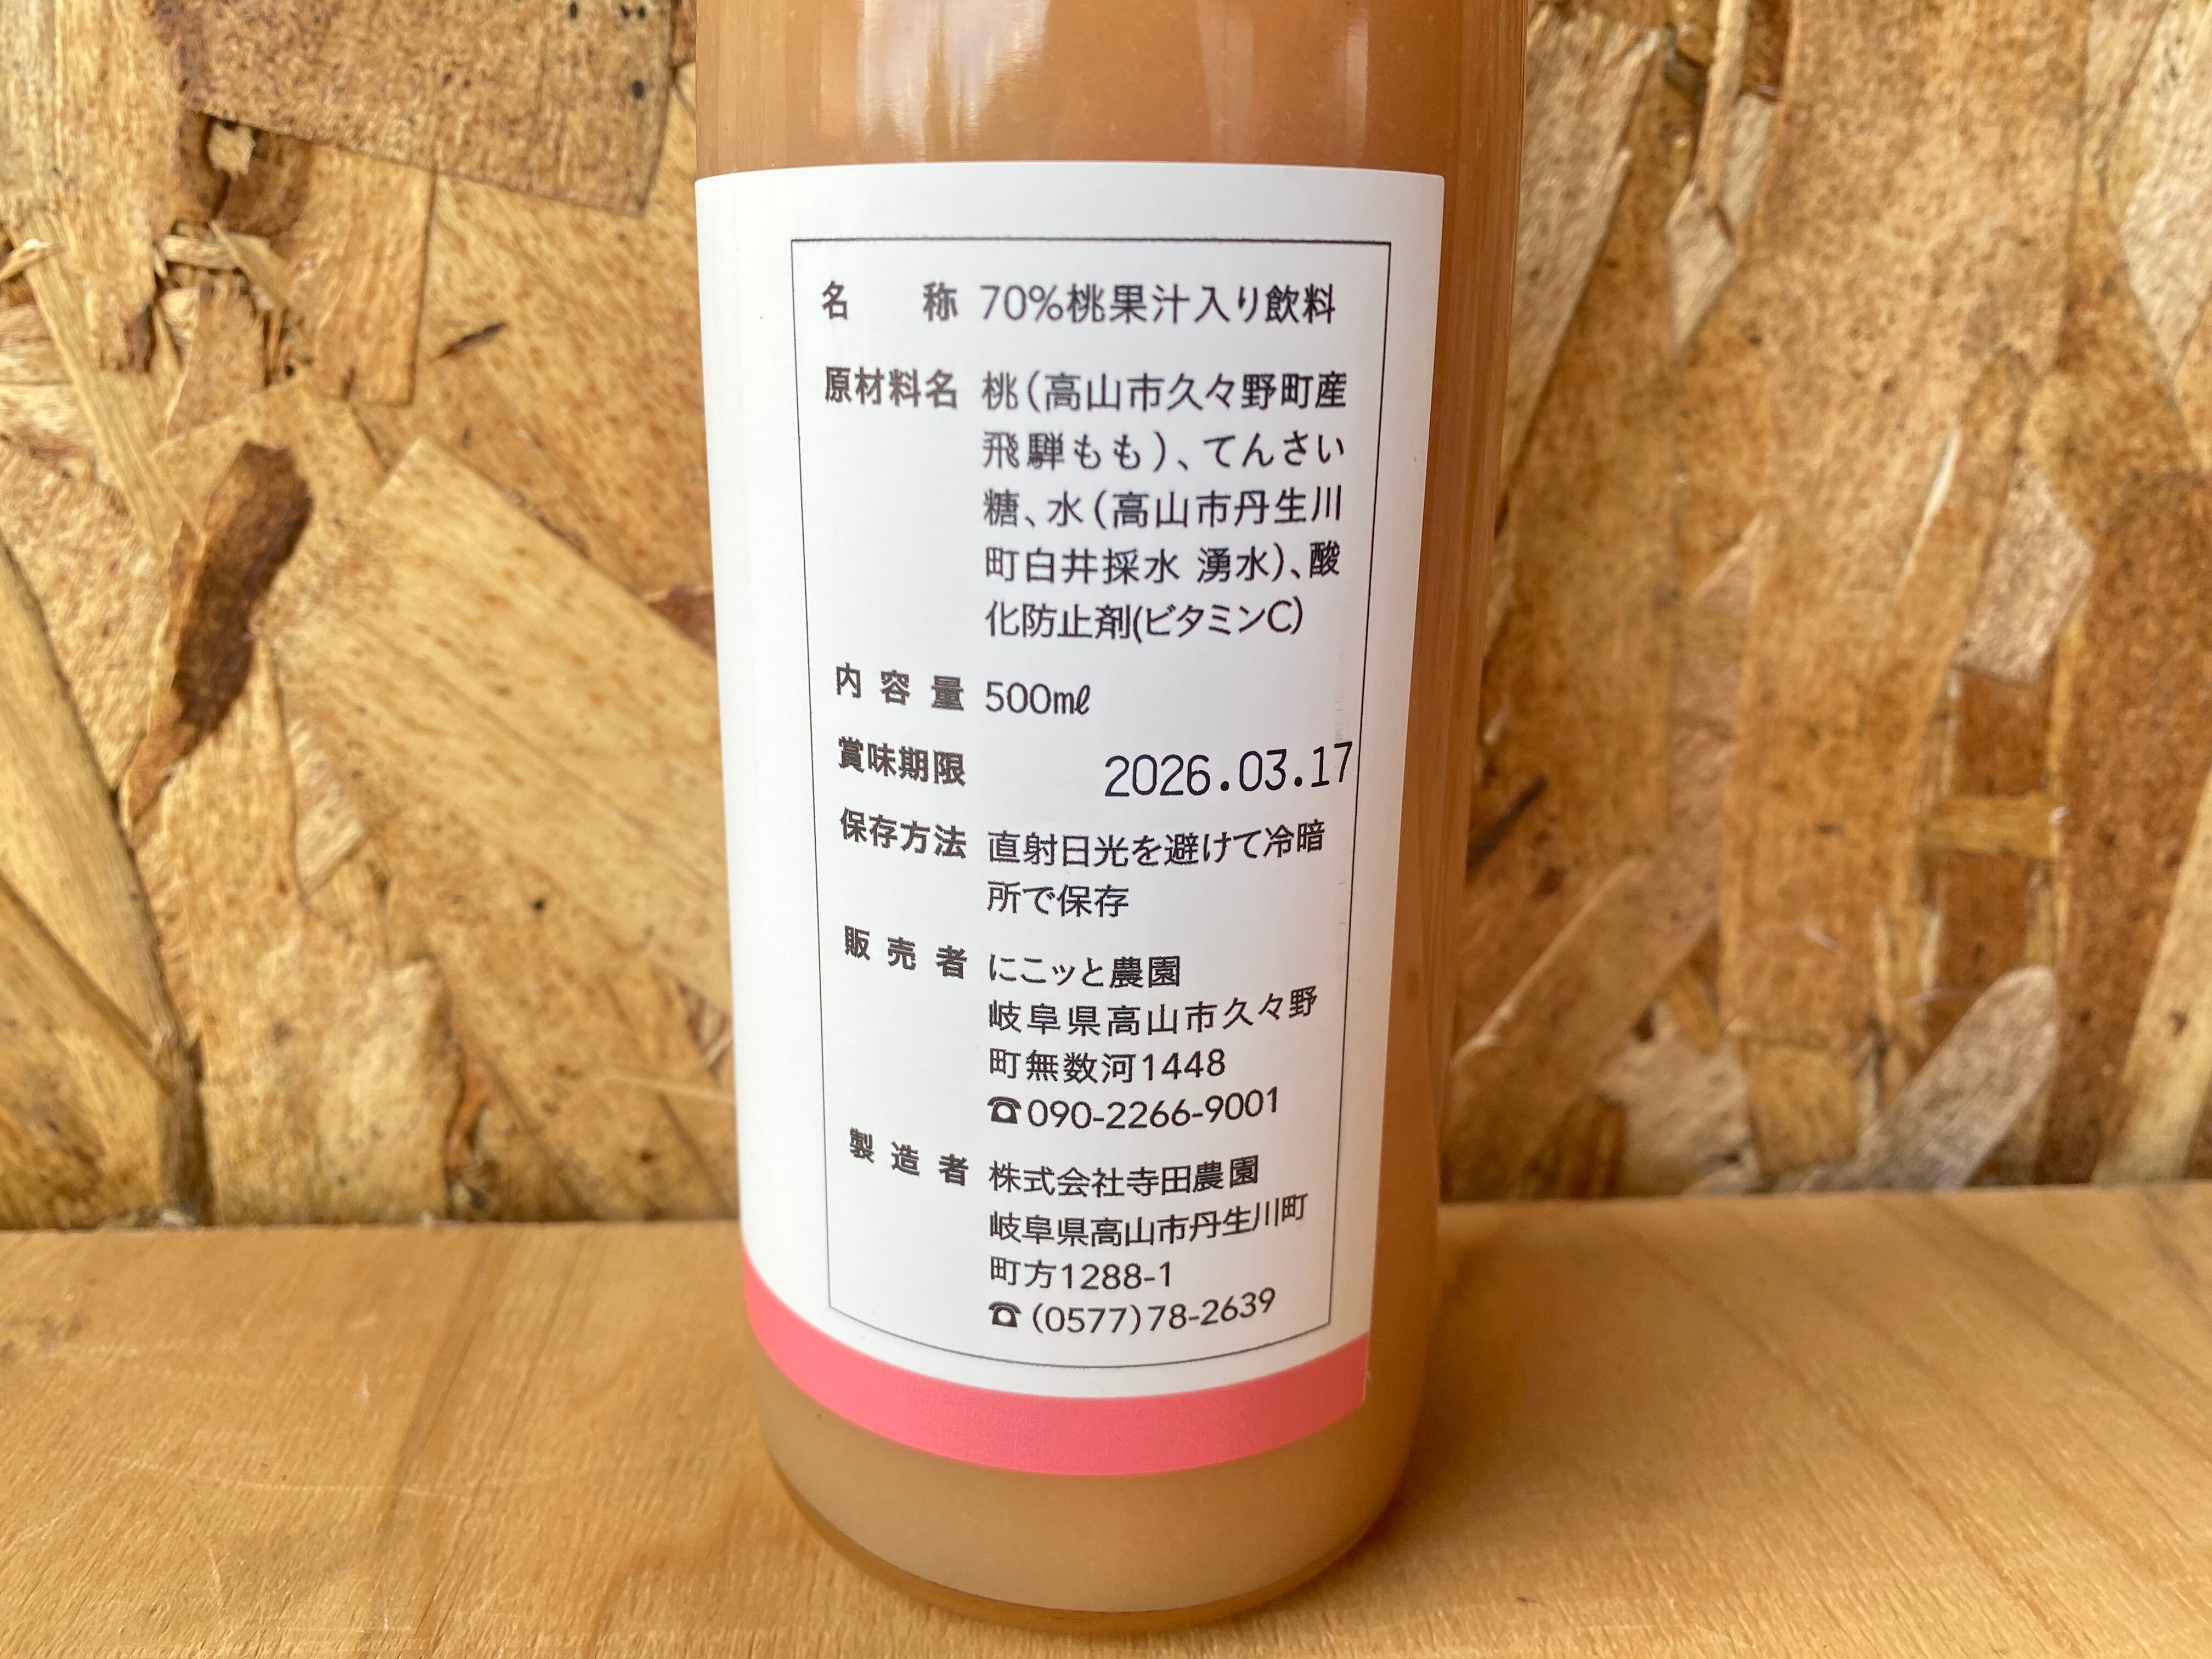 名称 70%桃果汁入り飲料
原材料名 桃(高山市久々野町産
飛騨もも)、てんさい
糖、水(高山市丹生川
町白井採水 湧水)、酸
化防止剤(ビタミンC)
内容量 500mℓ
賞味期限 2026.03.17
保存方法 直射日光を避けて冷暗
所で保存
販売者 にこッと農園
岐阜県高山市久々野
町無数河1448
☎090-2266-9001
製造者 株式会社寺田農園
岐阜県高山市丹生川町
町方1288-1
☎(0577)78-2639